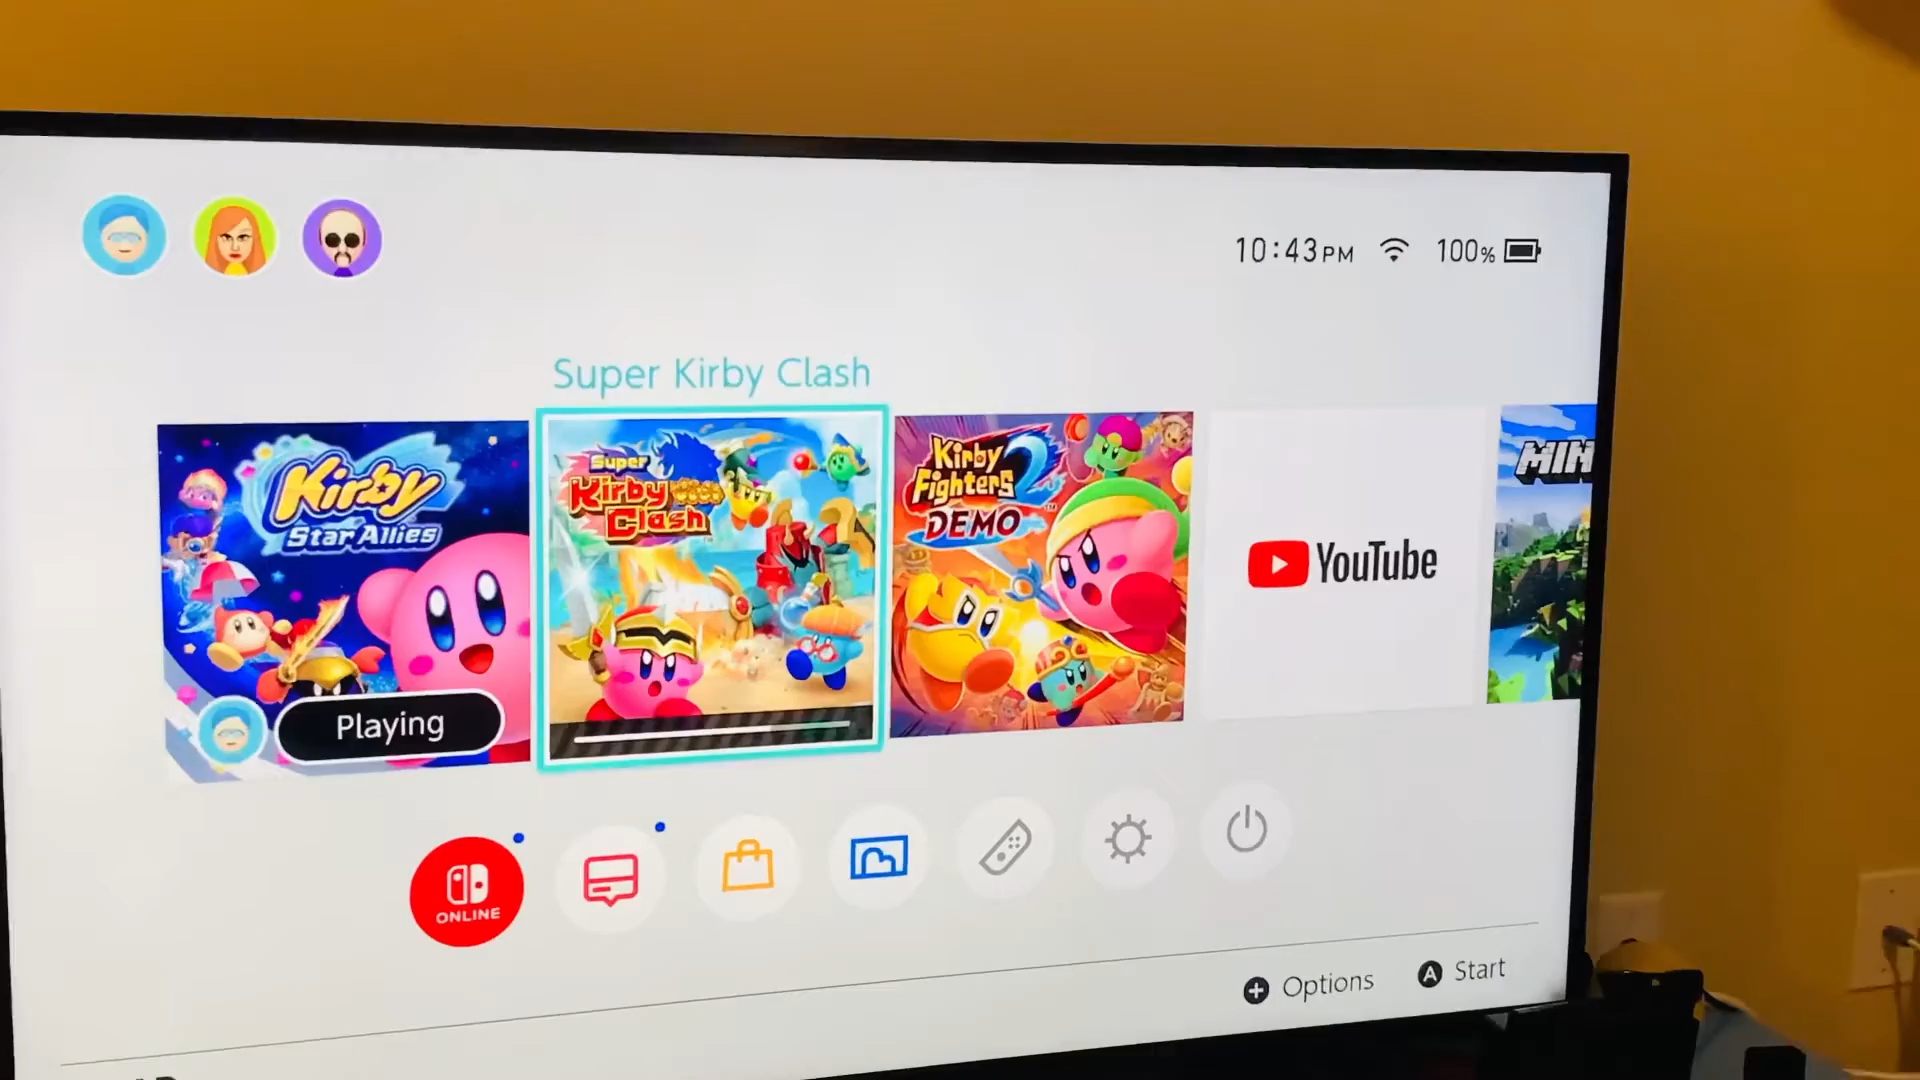 10:43PM 100%
Super Kirby Clash
Kirby
Star Allies
Playing
Super
Kirby
Clash
Kirby
Fighters 2
DEMO
YouTube
MIN
ONLINE
Options
A Start